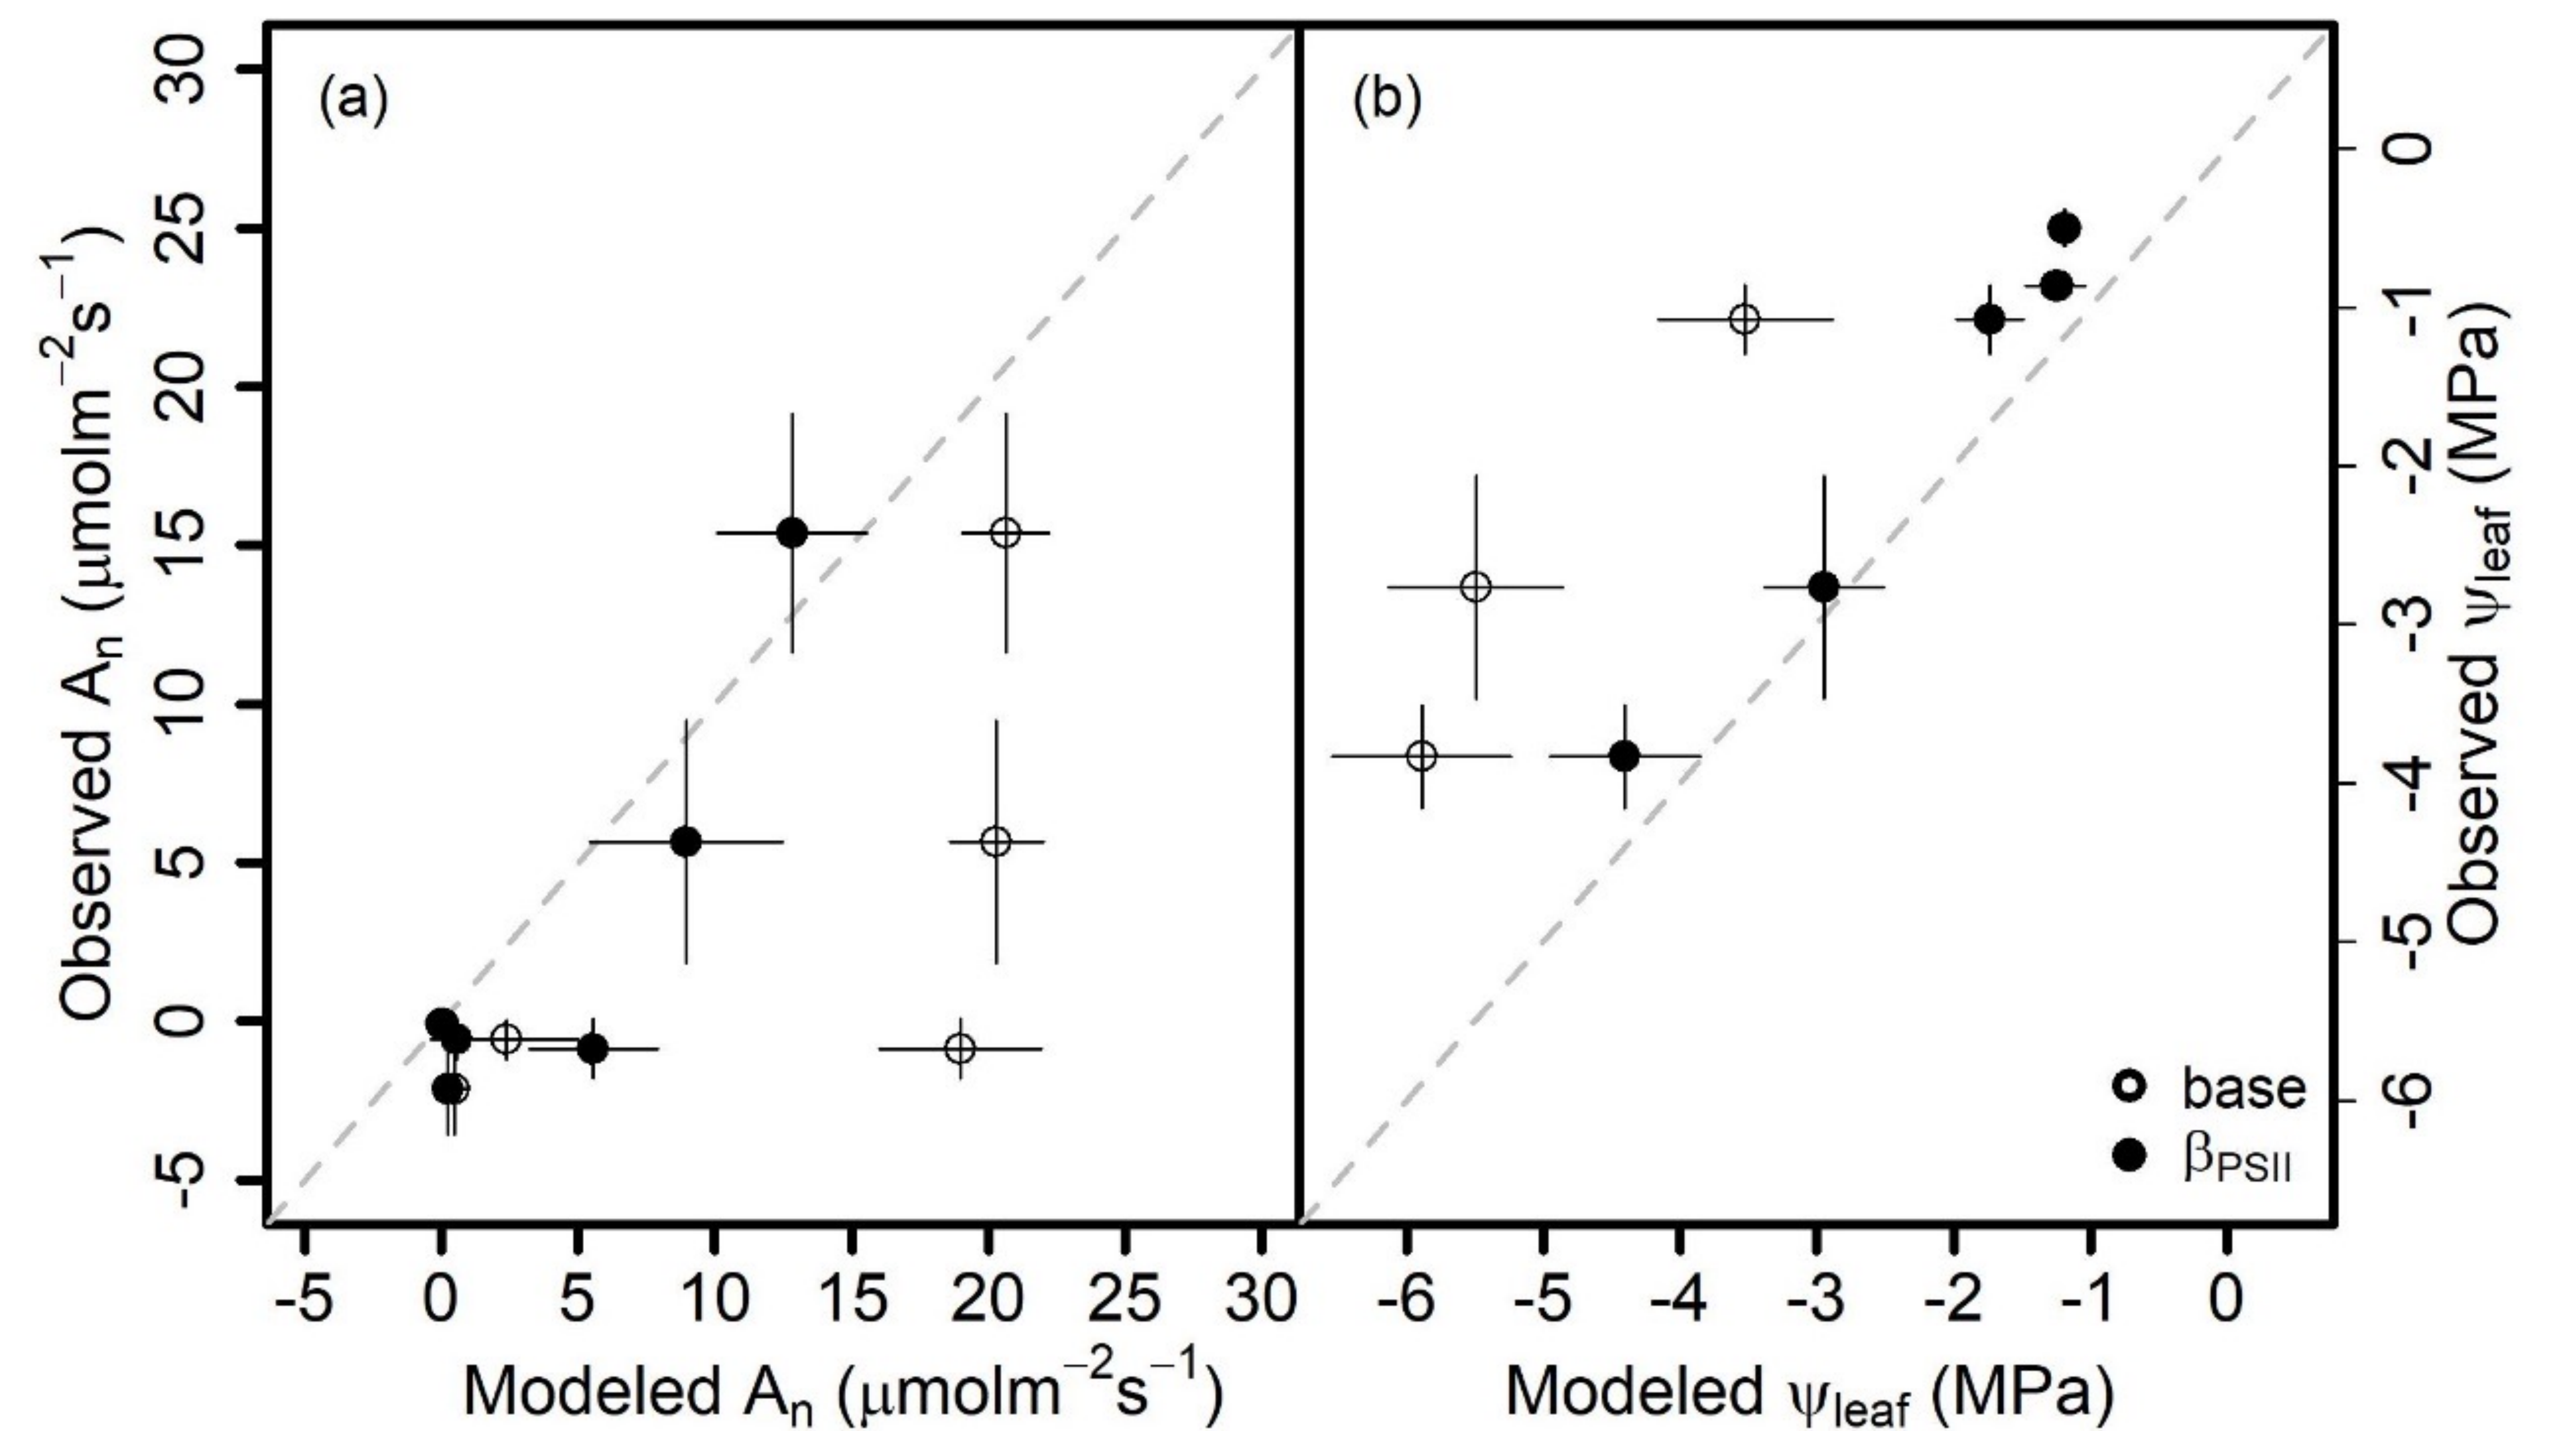 (a)
(b)
30
25
20
15
10
5
0
-5
Observed Aₙ (μmolm⁻²s⁻¹)
-5 0 5 10 15 20 25 30
Modeled Aₙ (μmolm⁻²s⁻¹)
0
-1
-2
-3
-4
-5
-6
Observed ψleaf (MPa)
base
βPSII
-6 -5 -4 -3 -2 -1 0
Modeled ψleaf (MPa)